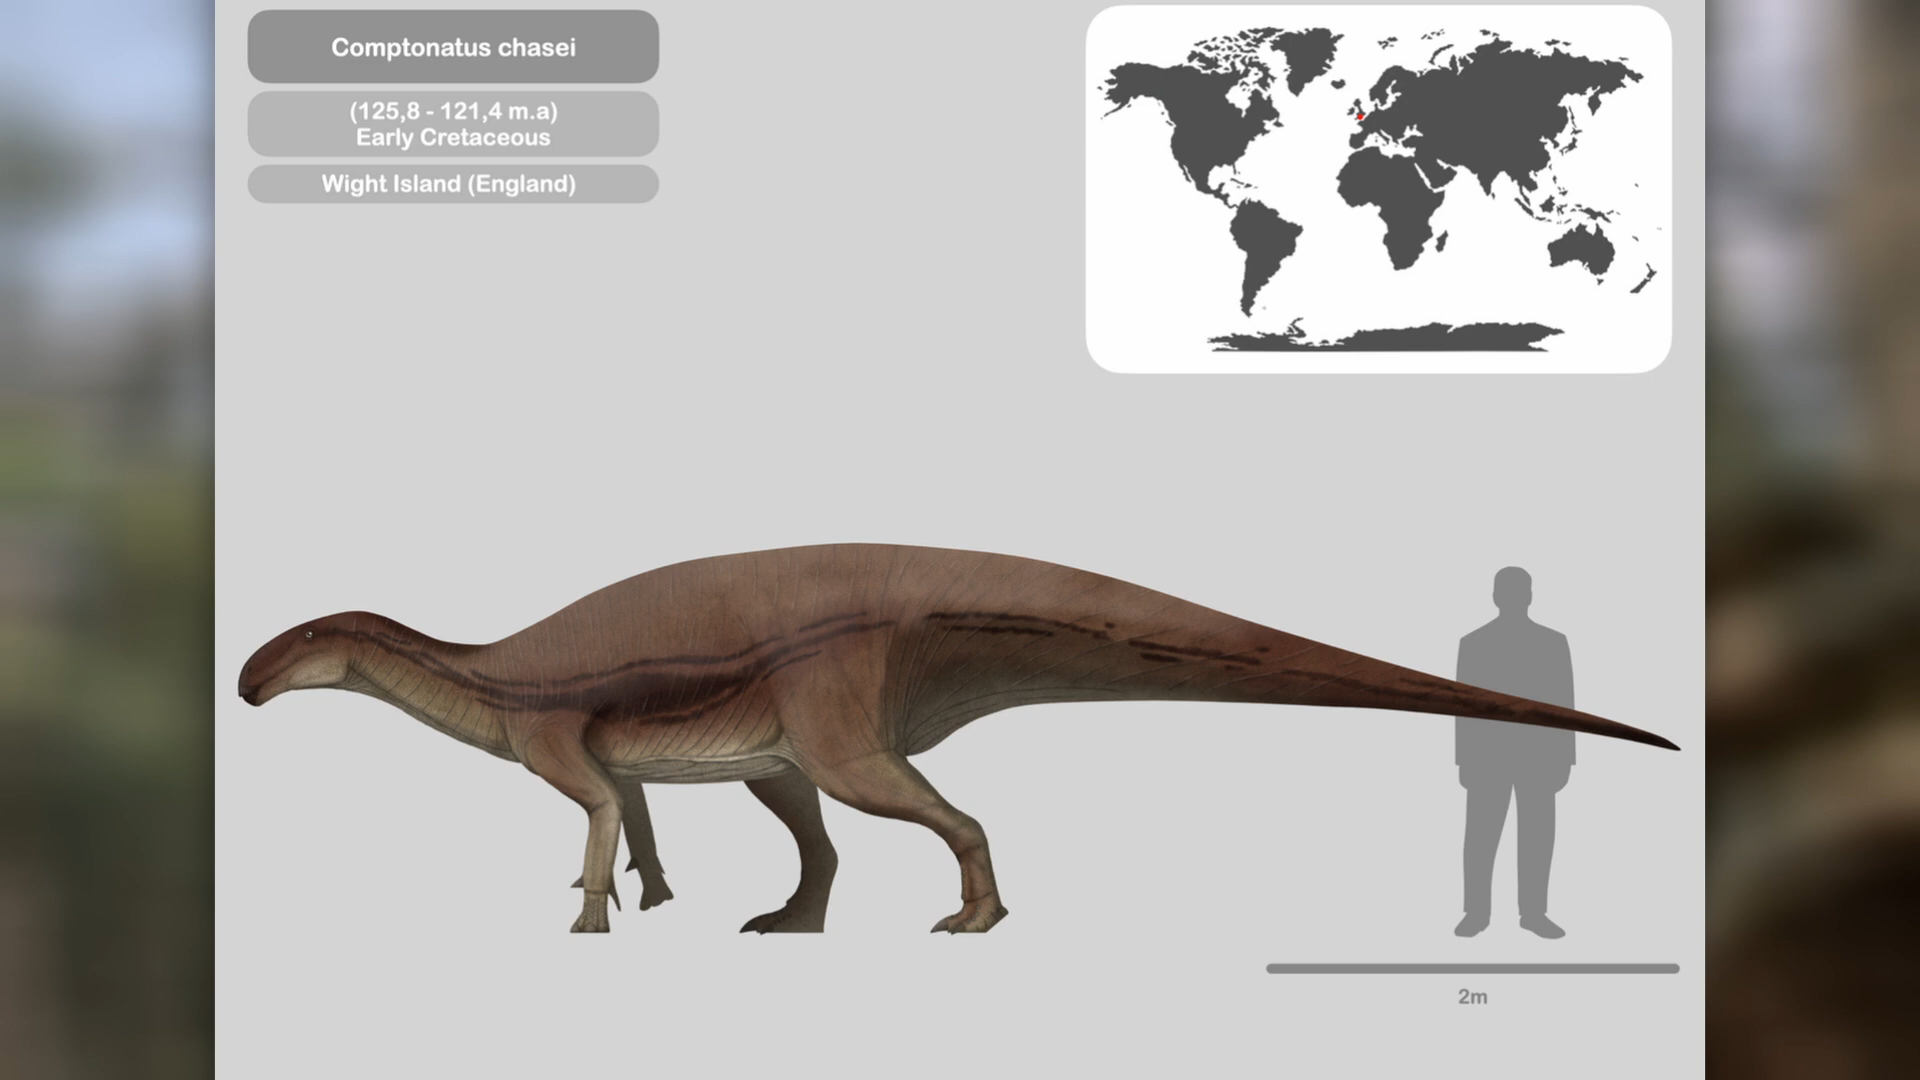 Comptonatus chasei
(125,8 - 121,4 m.a)
Early Cretaceous
Wight Island (England)
2m